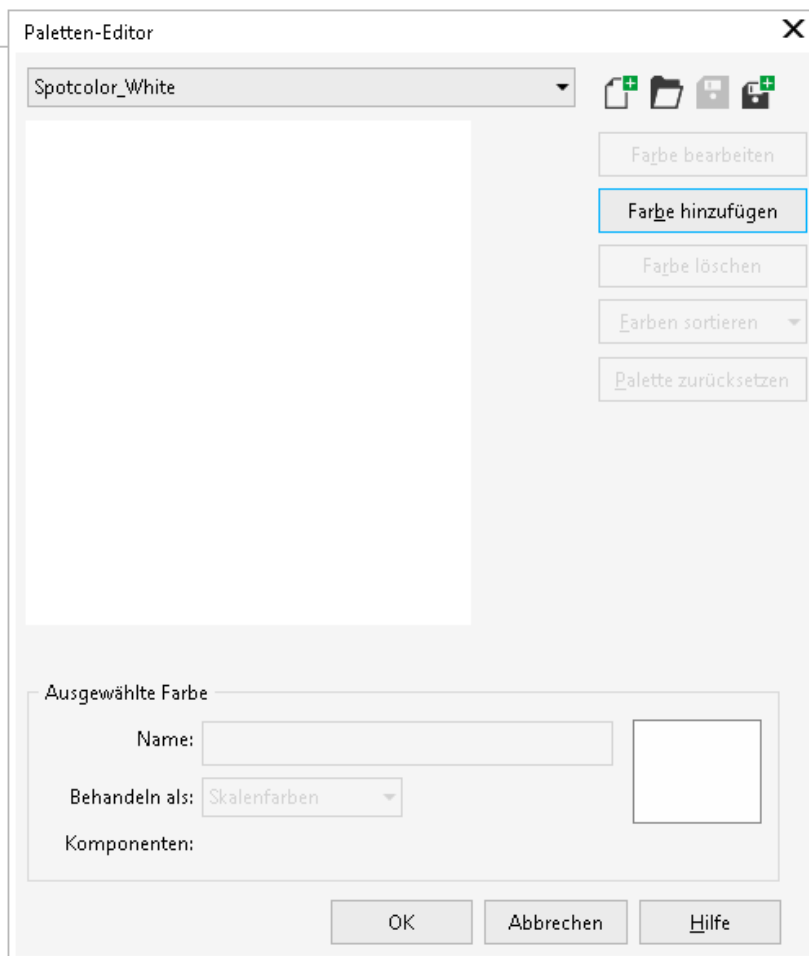 Paletten-Editor
Spotcolor_White
Farbe bearbeiten
Farbe hinzufügen
Farbe löschen
Farben sortieren
Palette zurücksetzen
Ausgewählte Farbe
Name:
Behandeln als: Skalenfarben
Komponenten:
OK Abbrechen Hilfe